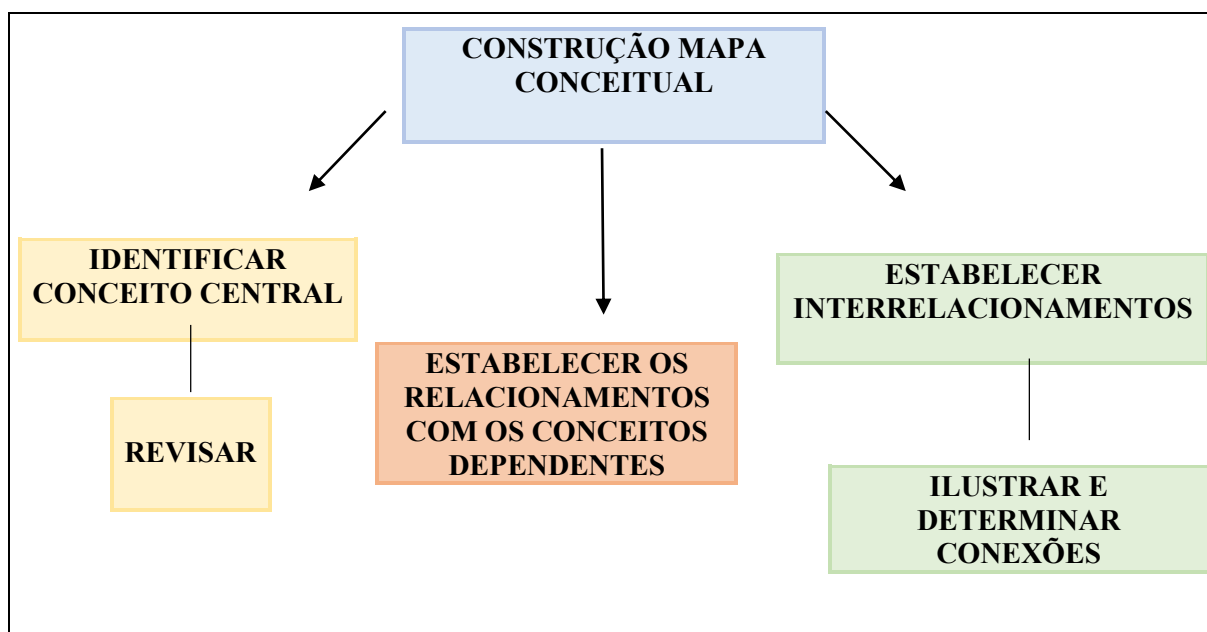 CONSTRUÇÃO MAPA
CONCEITUAL
IDENTIFICAR
CONCEITO CENTRAL
REVISAR
ESTABELECER OS
RELACIONAMENTOS
COM OS CONCEITOS
DEPENDENTES
ESTABELECER
INTERRELACIONAMENTOS
ILUSTRAR E
DETERMINAR
CONEXÕES